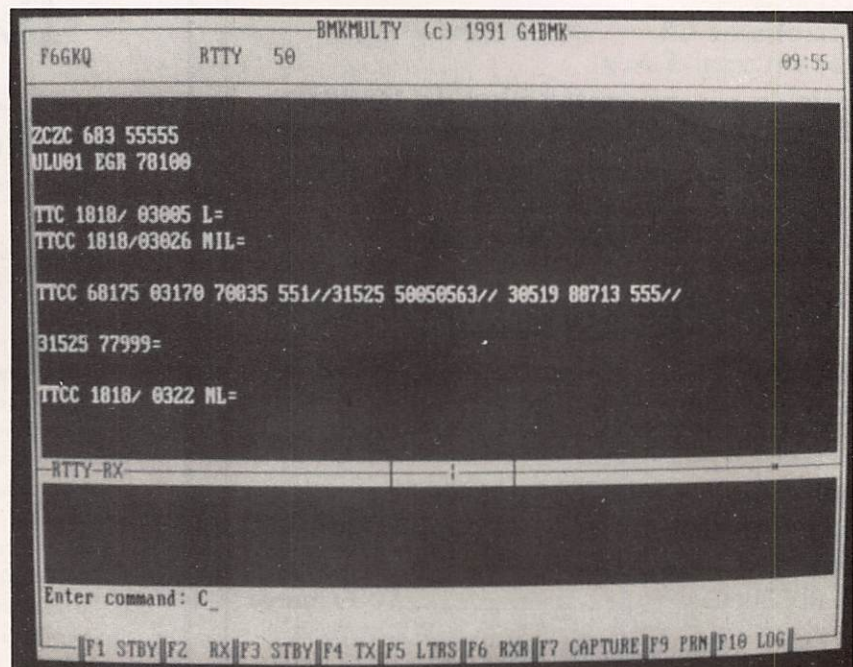 BMKMULTY (c) 1991 G4BMK
F6GKQ RTTY 50 09:55
ZCZC 683 55555
ULU01 EGR 78100
TTC 1818/ 03005 L=
TTCC 1818/03026 NIL=
TTCC 68175 03170 70835 551//31525 50050563// 30519 88713 555//
31525 77999=
TTCC 1818/ 0322 ML=
RTTY-RX
Enter command: C_
F1 STBY F2 RX F3 STBY F4 TX F5 LTRS F6 RXR F7 CAPTURE F9 PRN F10 LOG